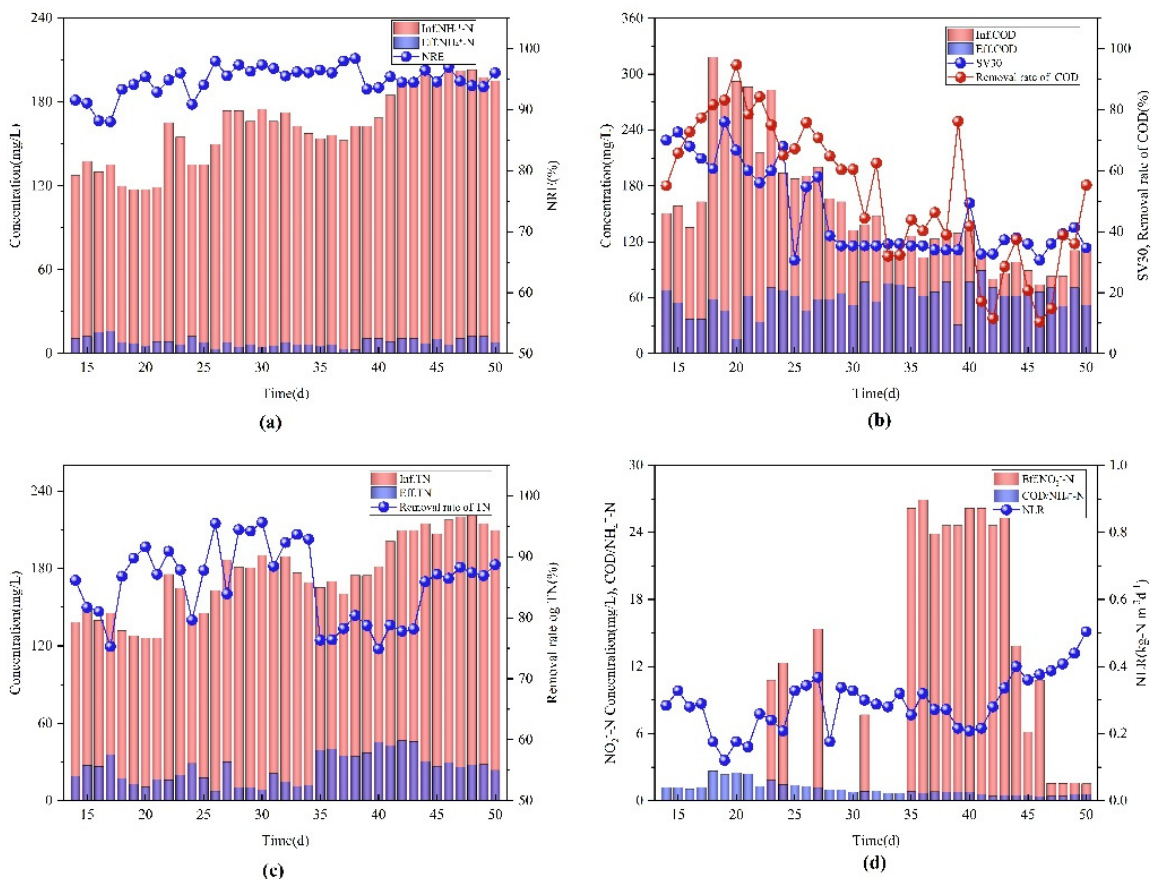 240
180
120
60
0
Concentration(mg/L)
15 20 25 30 35 40 45 50
Time(d)
100
90
80
70
60
50
NRE(%)
Inf.NH₄⁺-N
Eff.NH₄⁺-N
NRE
(a)
360
300
240
180
120
60
0
Concentration(mg/L)
15 20 25 30 35 40 45 50
Time(d)
100
80
60
40
20
0
SV30, Removal rate of COD(%)
Inf.COD
Eff.COD
SV30
Removal rate of COD
(b)
240
180
120
60
0
Concentration(mg/L)
15 20 25 30 35 40 45 50
Time(d)
100
90
80
70
60
50
Removal rate og TN(%)
Inf.TN
Eff.TN
Removal rate of TN
(c)
30
24
18
12
6
0
NO₃⁻-N Concentration(mg/L), COD/NH₄⁺-N
15 20 25 30 35 40 45 50
Time(d)
1.0
0.8
0.6
0.4
0.2
0.0
NLR(kg-N m⁻³d⁻¹)
Eff.NO₃⁻-N
COD/NH₄⁺-N
NLR
(d)